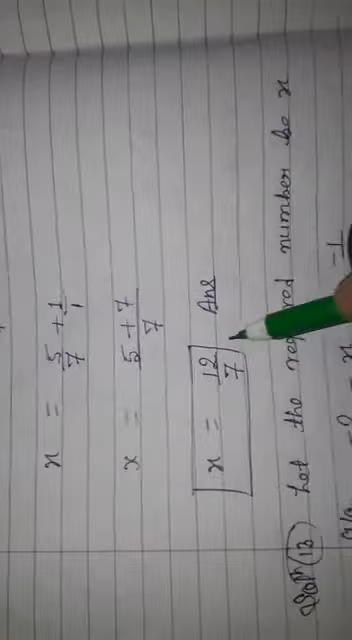 x = 5/7 + 1/1
x = 5+7/7
x = 12/7 Ans
Solⁿ(13) Let the required number be x